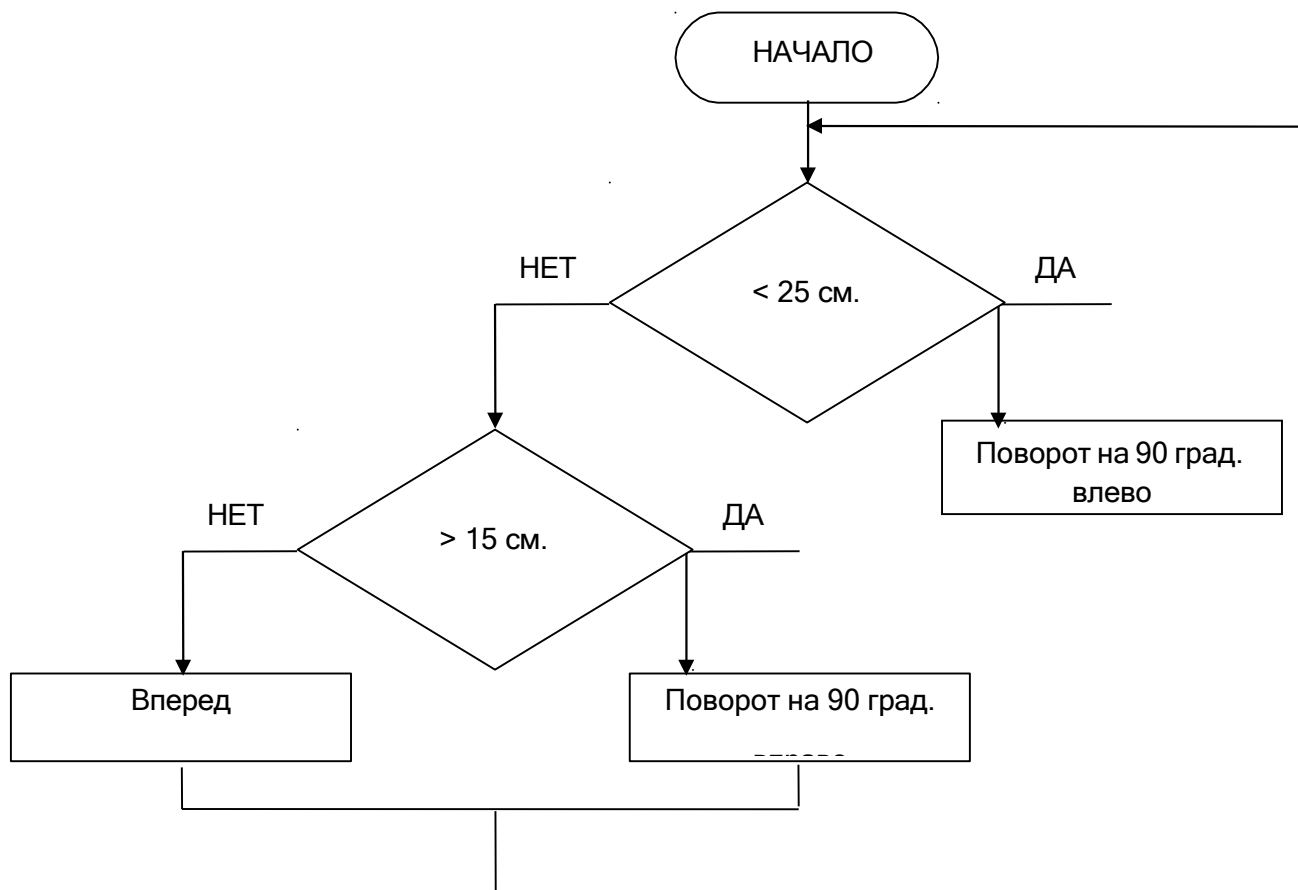 НАЧАЛО
НЕТ
ДА
< 25 см.
Поворот на 90 град.
влево
НЕТ
ДА
> 15 см.
Вперед
Поворот на 90 град.